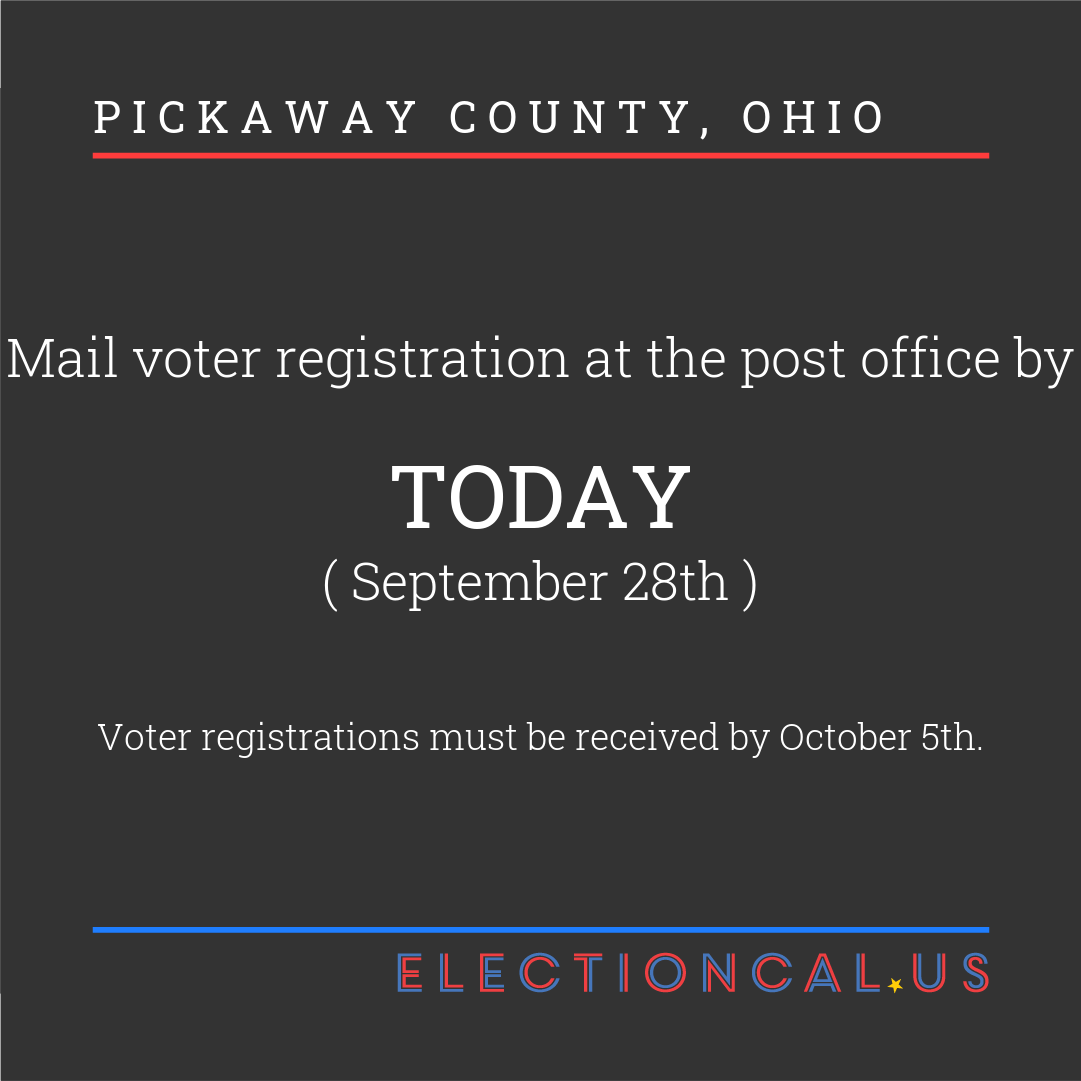 PICKAWAY COUNTY, OHIO
Mail voter registration at the post office by
TODAY
( September 28th )
Voter registrations must be received by October 5th.
ELECTIONCAL.US